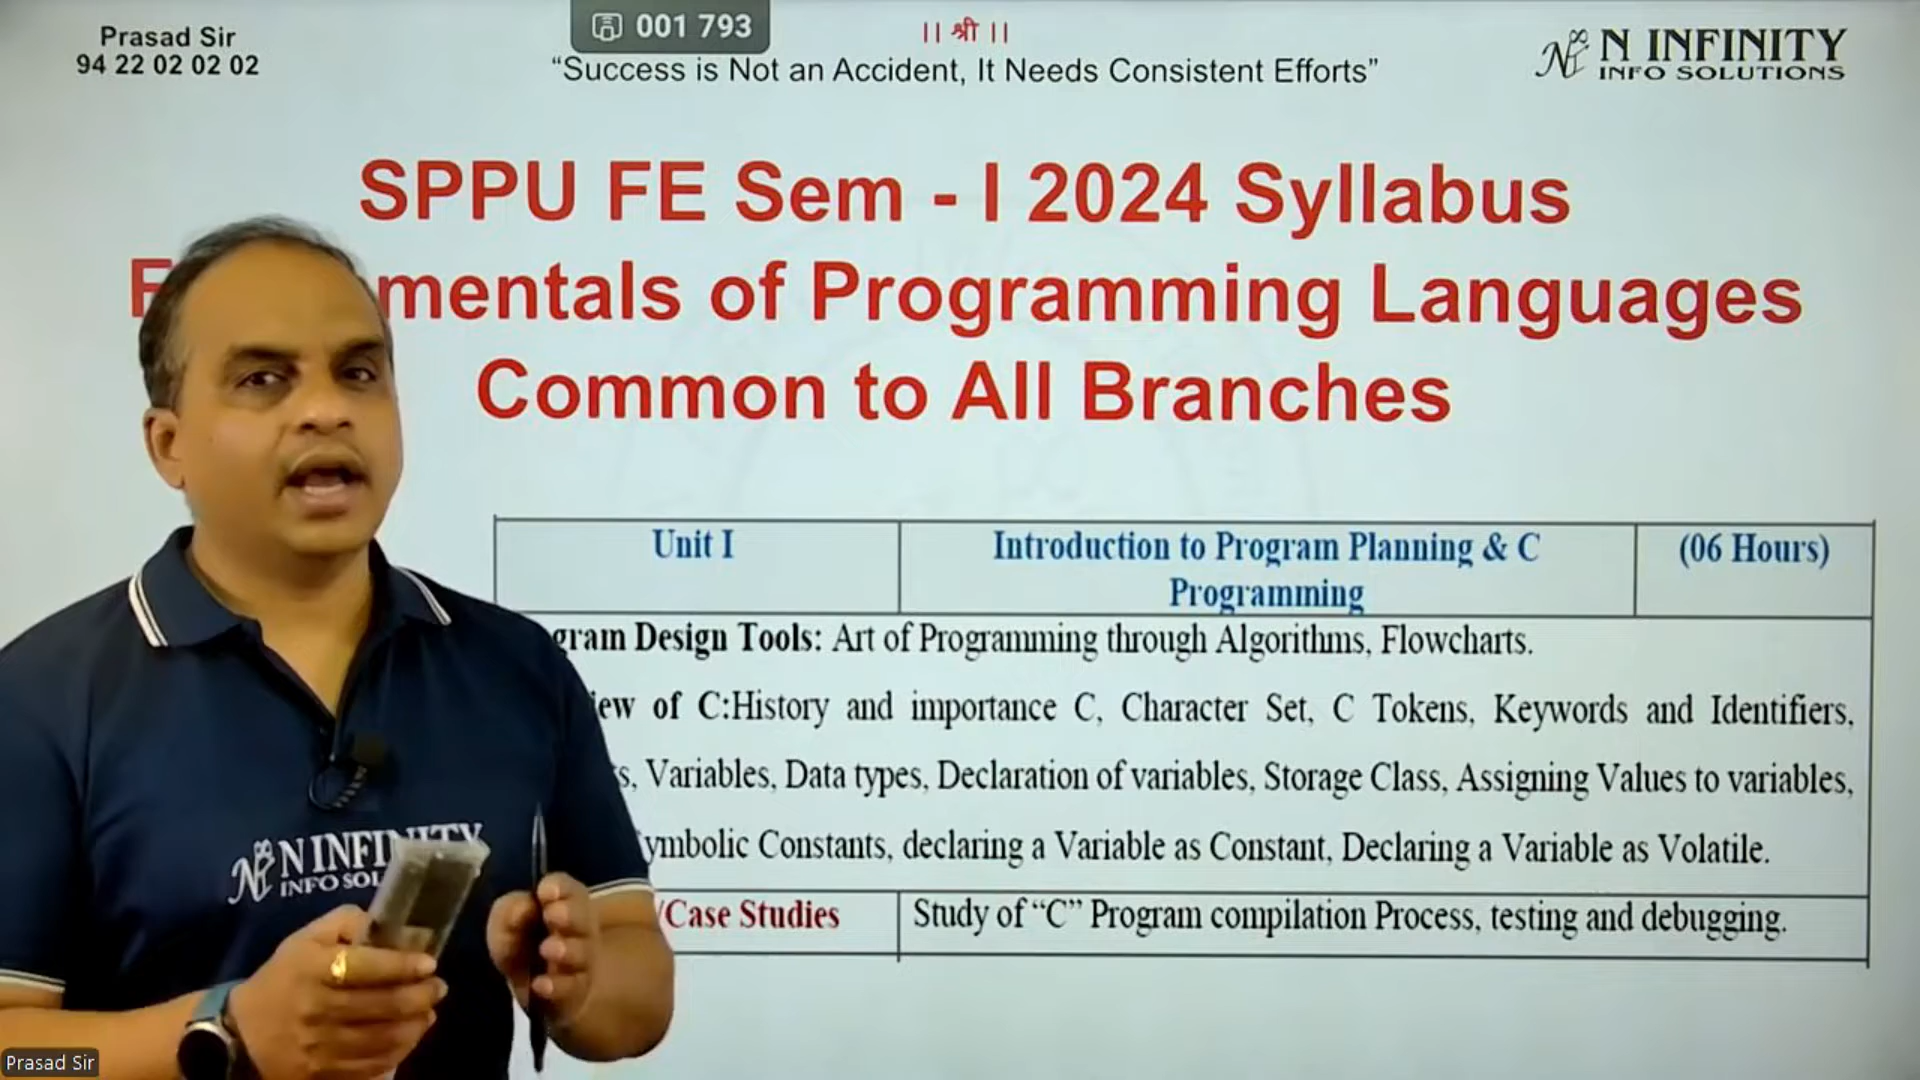 Prasad Sir
94 22 02 02 02
001 793
|| श्री ||
“Success is Not an Accident, It Needs Consistent Efforts”
N INFINITY
INFO SOLUTIONS
SPPU FE Sem - I 2024 Syllabus
mentals of Programming Languages
Common to All Branches
Unit I
Introduction to Program Planning & C
Programming
(06 Hours)
gram Design Tools: Art of Programming through Algorithms, Flowcharts.
iew of C:History and importance C, Character Set, C Tokens, Keywords and Identifiers,
s, Variables, Data types, Declaration of variables, Storage Class, Assigning Values to variables,
ymbolic Constants, declaring a Variable as Constant, Declaring a Variable as Volatile.
/Case Studies
Study of “C” Program compilation Process, testing and debugging.
N INFINITY
INFO SOL
Prasad Sir